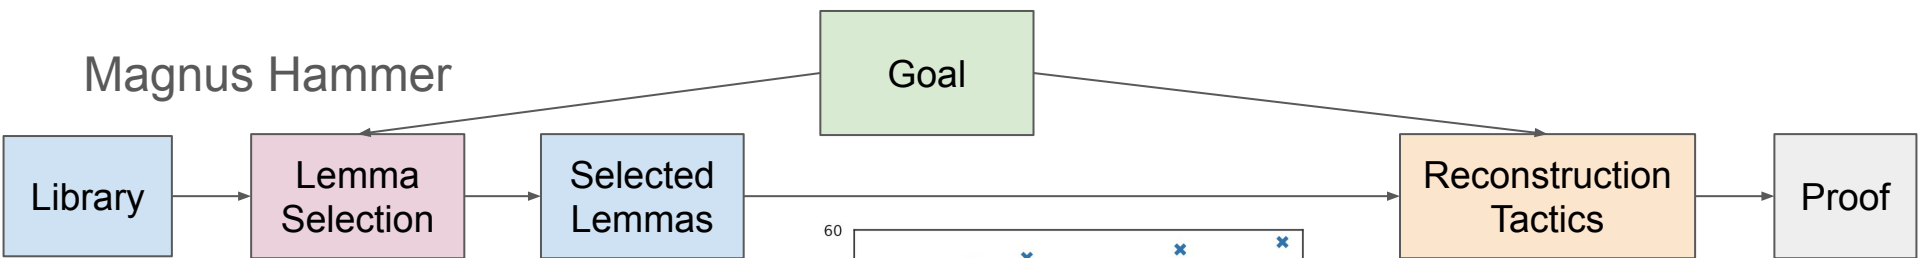 Magnus Hammer
Goal
Library
Lemma
Selection
Selected
Lemmas
Reconstruction
Tactics
Proof
60